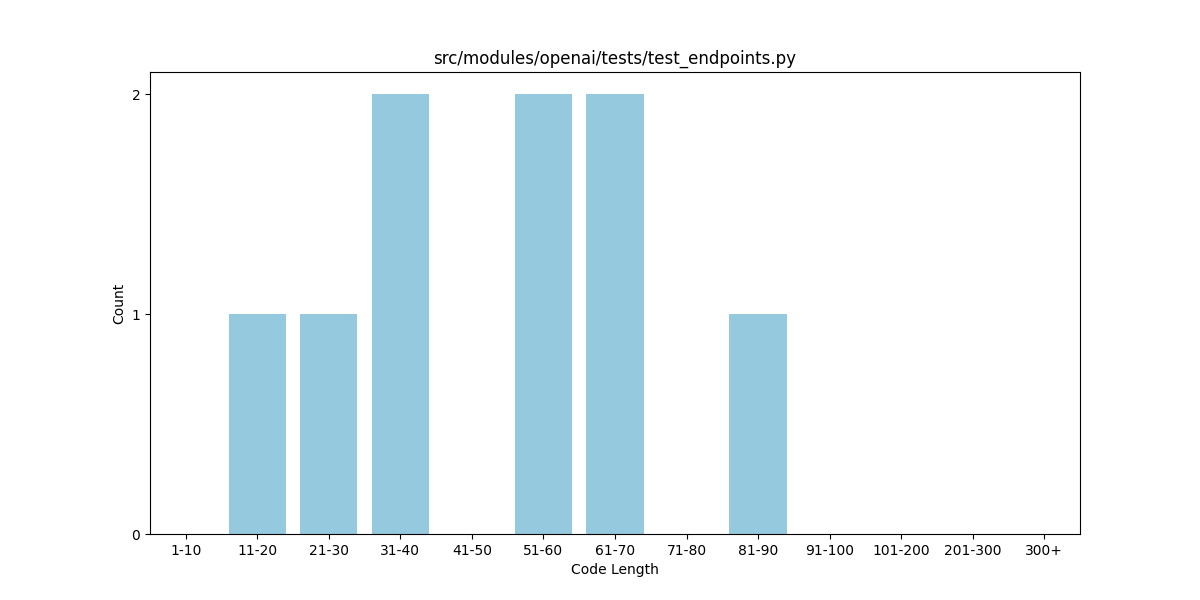 src/modules/openai/tests/test_endpoints.py
Count
2
1
0
1-10 11-20 21-30 31-40 41-50 51-60 61-70 71-80 81-90 91-100 101-200 201-300 300+
Code Length